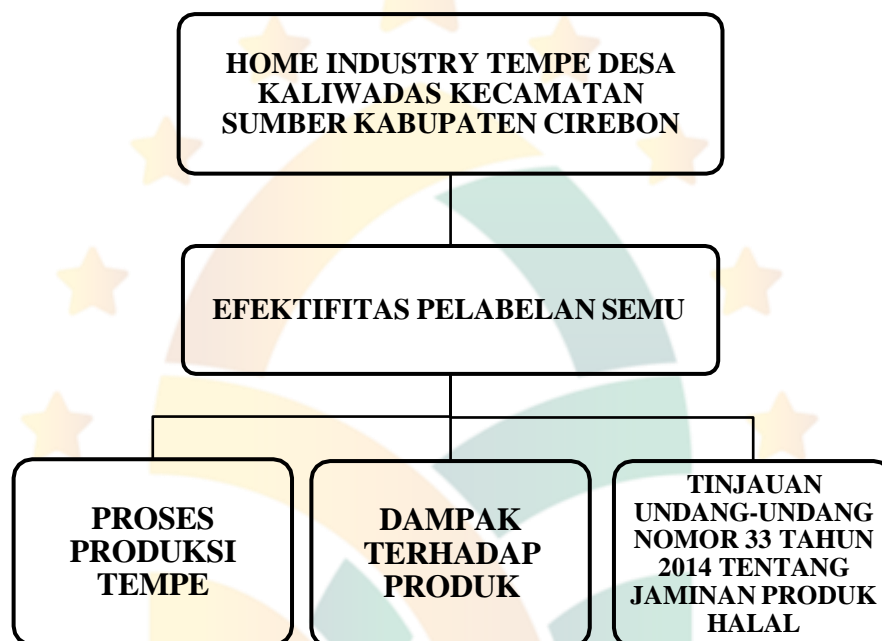 HOME INDUSTRY TEMPE DESA
KALIWADAS KECAMATAN
SUMBER KABUPATEN CIREBON
EFEKTIFITAS PELABELAN SEMU
PROSES
PRODUKSI
TEMPE
DAMPAK
TERHADAP
PRODUK
TINJAUAN
UNDANG-UNDANG
NOMOR 33 TAHUN
2014 TENTANG
JAMINAN PRODUK
HALAL